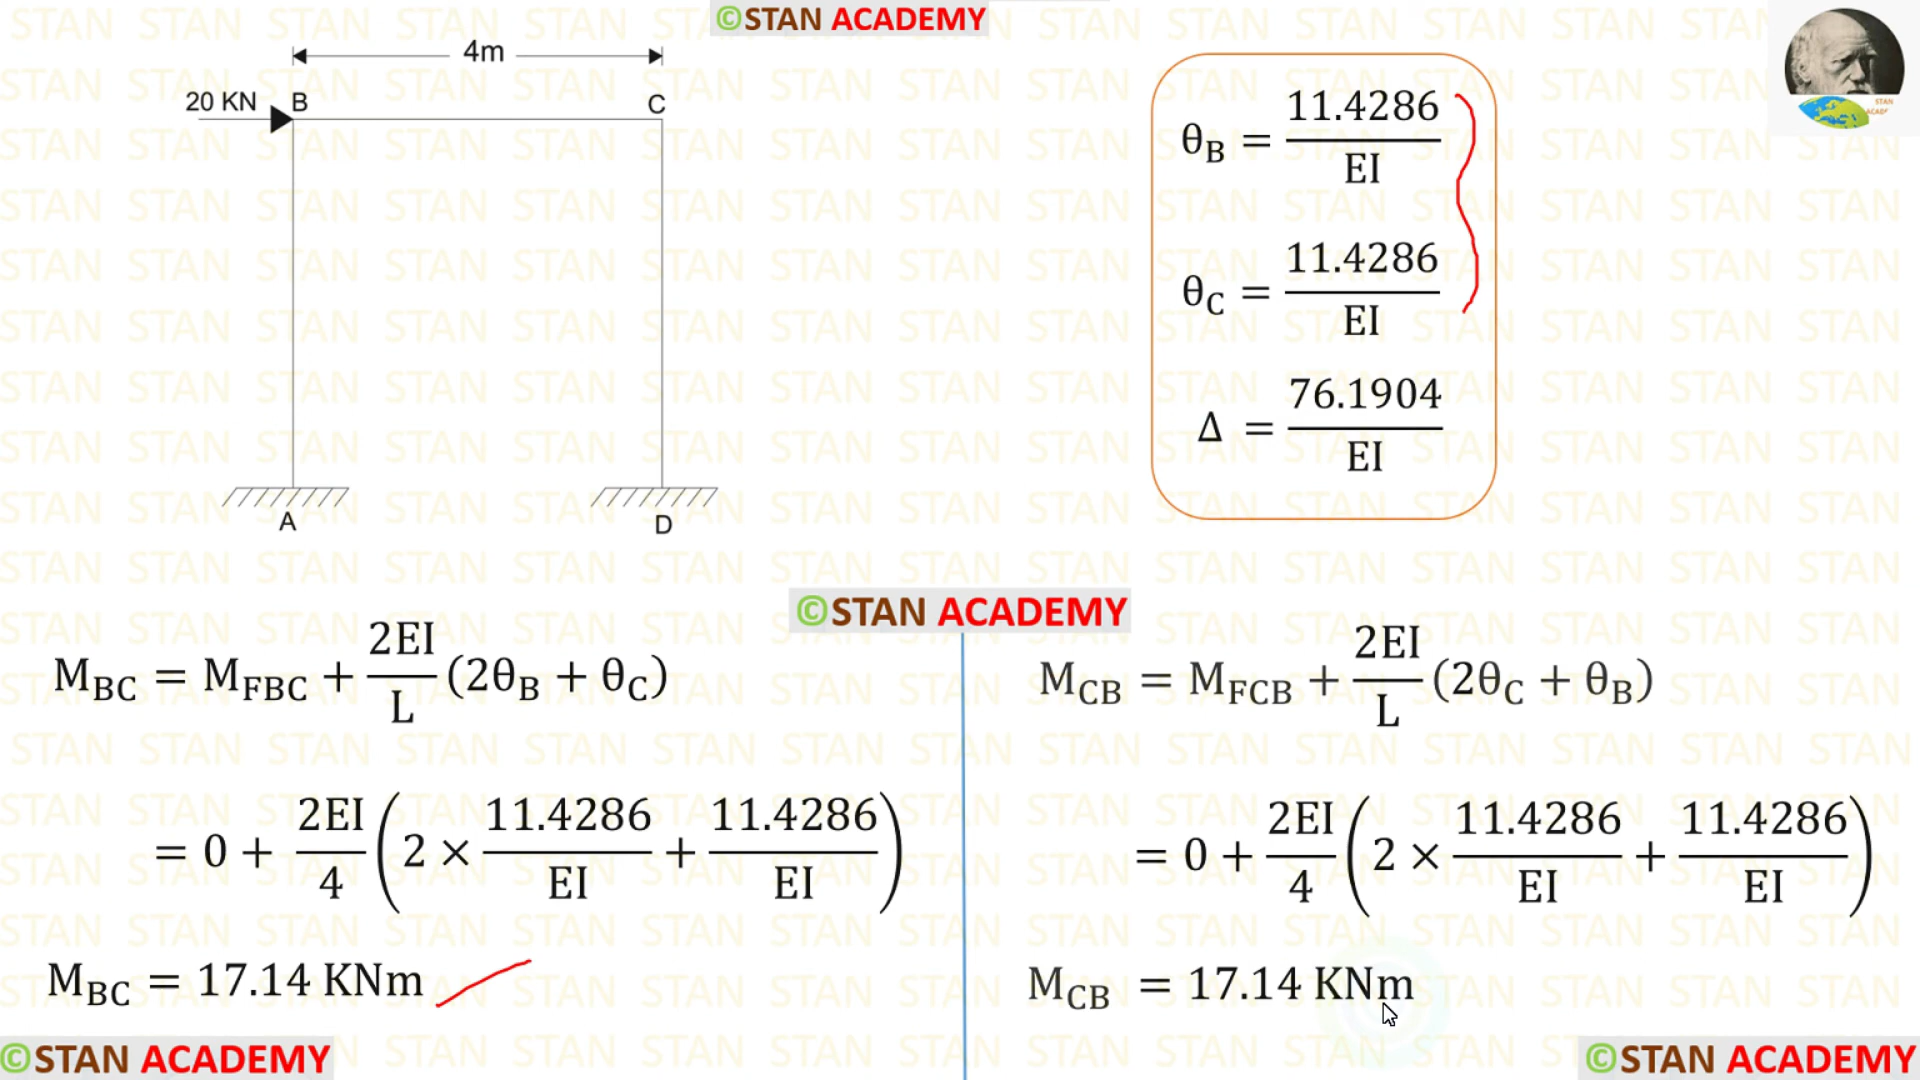 ©STAN ACADEMY
4m
20 KN B C
A D
θB = 11.4286/EI
θC = 11.4286/EI
Δ = 76.1904/EI
STAN
©STAN ACADEMY
MBC = MFBC + 2EI/L (2θB + θC)
= 0 + 2EI/4 (2 × 11.4286/EI + 11.4286/EI)
MBC = 17.14 KNm
MCB = MFCB + 2EI/L (2θC + θB)
= 0 + 2EI/4 (2 × 11.4286/EI + 11.4286/EI)
MCB = 17.14 KNm
©STAN ACADEMY
©STAN ACADEMY